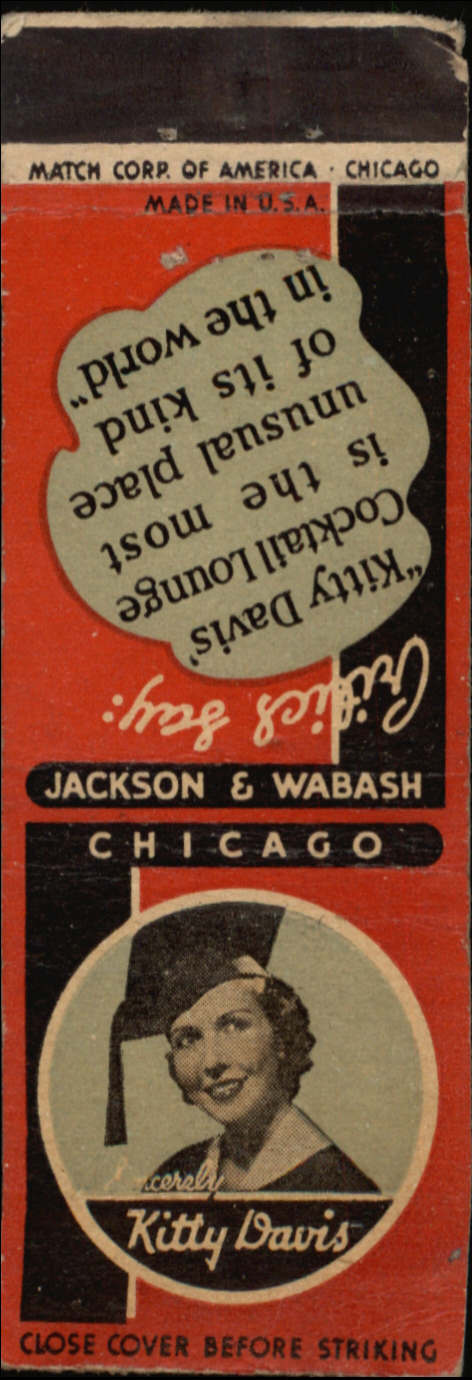 MATCH CORP. OF AMERICA · CHICAGO
MADE IN U.S.A.
Critics say:
"Kitty Davis'
Cocktail Lounge
is the most
unusual place
of its kind
in the world"
JACKSON & WABASH
CHICAGO
Sincerely
Kitty Davis
CLOSE COVER BEFORE STRIKING